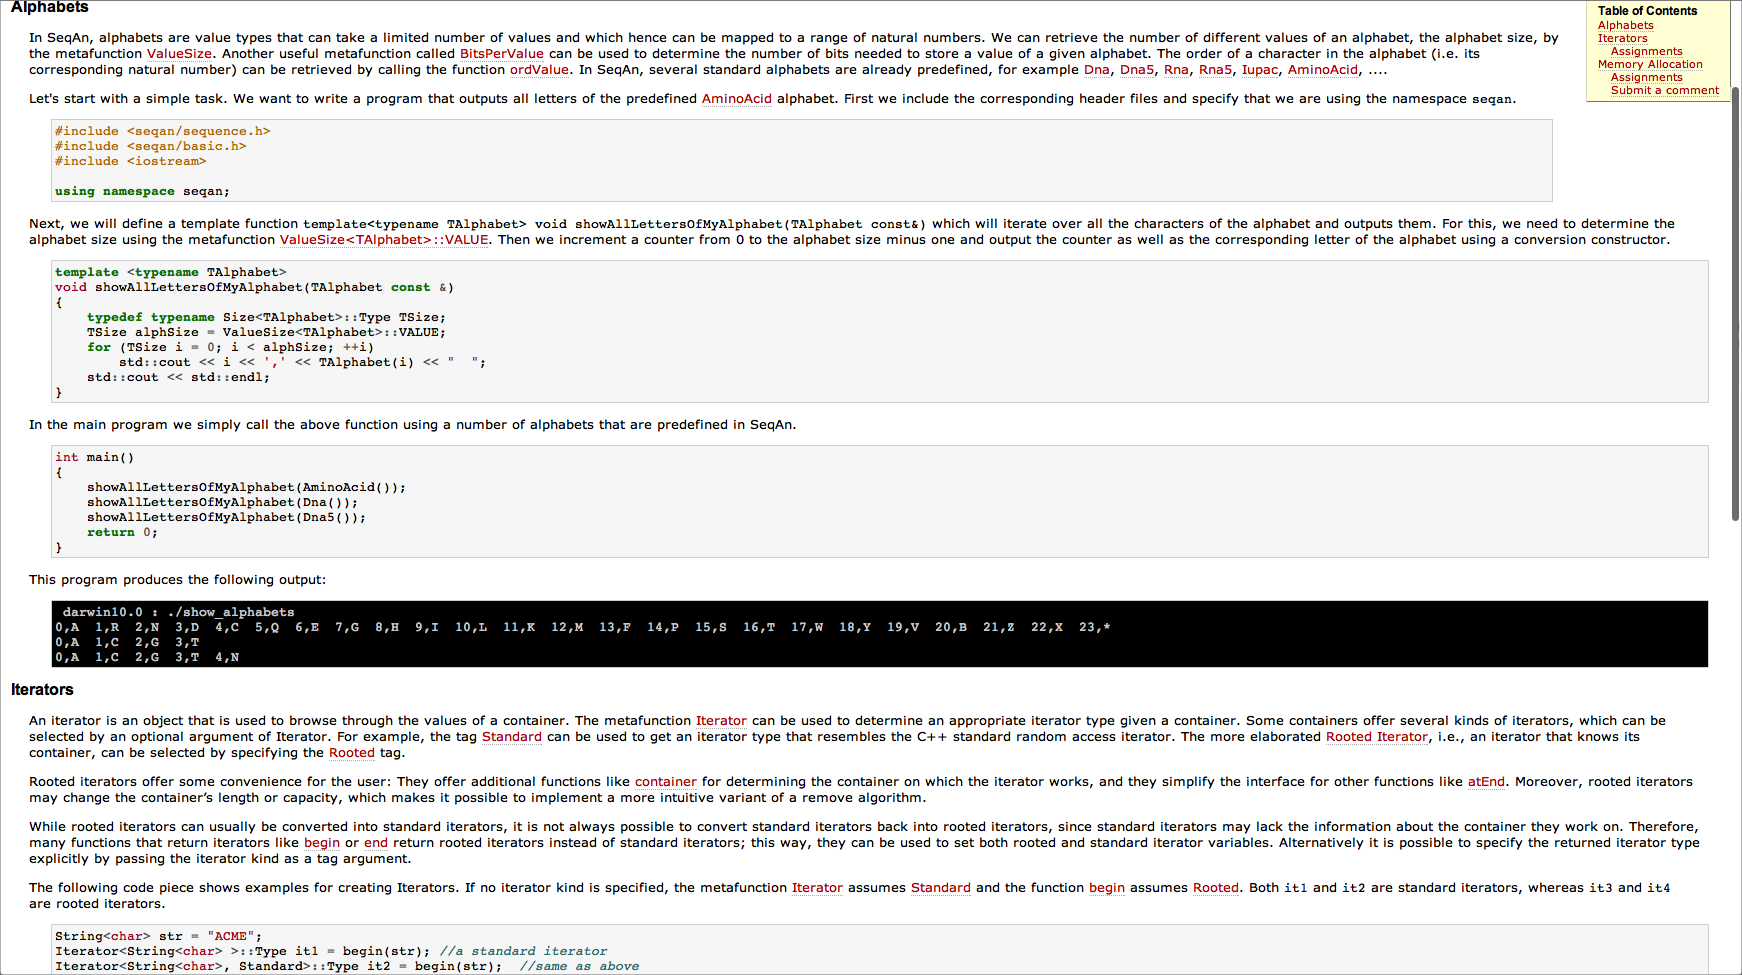 Alphabets
In SeqAn, alphabets are value types that can take a limited number of values and which hence can be mapped to a range of natural numbers. We can retrieve the number of different values of an alphabet, the alphabet size, by
the metafunction ValueSize. Another useful metafunction called BitsPerValue can be used to determine the number of bits needed to store a value of a given alphabet. The order of a character in the alphabet (i.e. its
corresponding natural number) can be retrieved by calling the function ordValue. In SeqAn, several standard alphabets are already predefined, for example Dna, Dna5, Rna, Rna5, Iupac, AminoAcid, ....
Let's start with a simple task. We want to write a program that outputs all letters of the predefined AminoAcid alphabet. First we include the corresponding header files and specify that we are using the namespace seqan.
Table of Contents
Alphabets
Iterators
Assignments
Memory Allocation
Assignments
Submit a comment
#include <seqan/sequence.h>
#include <seqan/basic.h>
#include <iostream>
using namespace seqan;
Next, we will define a template function template<typename TAlphabet> void showAllLettersOfMyAlphabet(TAlphabet const&) which will iterate over all the characters of the alphabet and outputs them. For this, we need to determine the
alphabet size using the metafunction ValueSize<TAlphabet>::VALUE. Then we increment a counter from 0 to the alphabet size minus one and output the counter as well as the corresponding letter of the alphabet using a conversion constructor.
template <typename TAlphabet>
void showAllLettersOfMyAlphabet(TAlphabet const &)
{
    typedef typename Size<TAlphabet>::Type TSize;
    TSize alphSize = ValueSize<TAlphabet>::VALUE;
    for (TSize i = 0; i < alphSize; ++i)
        std::cout << i << ',' << TAlphabet(i) << "  ";
    std::cout << std::endl;
}
In the main program we simply call the above function using a number of alphabets that are predefined in SeqAn.
int main()
{
    showAllLettersOfMyAlphabet(AminoAcid());
    showAllLettersOfMyAlphabet(Dna());
    showAllLettersOfMyAlphabet(Dna5());
    return 0;
}
This program produces the following output:
darwin10.0 : ./show_alphabets
0,A  1,R  2,N  3,D  4,C  5,Q  6,E  7,G  8,H  9,I  10,L  11,K  12,M  13,F  14,P  15,S  16,T  17,W  18,Y  19,V  20,B  21,Z  22,X  23,*
0,A  1,C  2,G  3,T
0,A  1,C  2,G  3,T  4,N
Iterators
An iterator is an object that is used to browse through the values of a container. The metafunction Iterator can be used to determine an appropriate iterator type given a container. Some containers offer several kinds of iterators, which can be
selected by an optional argument of Iterator. For example, the tag Standard can be used to get an iterator type that resembles the C++ standard random access iterator. The more elaborated Rooted Iterator, i.e., an iterator that knows its
container, can be selected by specifying the Rooted tag.
Rooted iterators offer some convenience for the user: They offer additional functions like container for determining the container on which the iterator works, and they simplify the interface for other functions like atEnd. Moreover, rooted iterators
may change the container’s length or capacity, which makes it possible to implement a more intuitive variant of a remove algorithm.
While rooted iterators can usually be converted into standard iterators, it is not always possible to convert standard iterators back into rooted iterators, since standard iterators may lack the information about the container they work on. Therefore,
many functions that return iterators like begin or end return rooted iterators instead of standard iterators; this way, they can be used to set both rooted and standard iterator variables. Alternatively it is possible to specify the returned iterator type
explicitly by passing the iterator kind as a tag argument.
The following code piece shows examples for creating Iterators. If no iterator kind is specified, the metafunction Iterator assumes Standard and the function begin assumes Rooted. Both it1 and it2 are standard iterators, whereas it3 and it4
are rooted iterators.
String<char> str = "ACME";
Iterator<String<char> >::Type it1 = begin(str); //a standard iterator
Iterator<String<char>, Standard>::Type it2 = begin(str);  //same as above